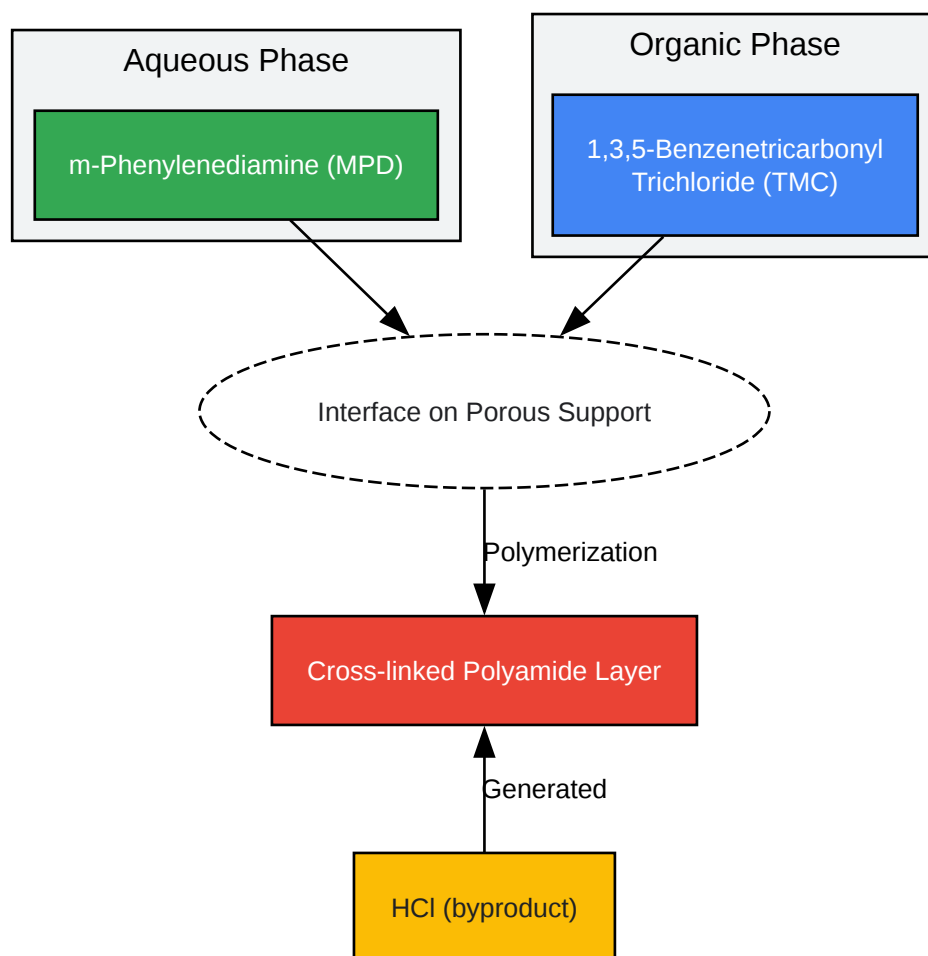 Aqueous Phase
Organic Phase
m-Phenylenediamine (MPD)
1,3,5-Benzenetricarbonyl
Trichloride (TMC)
Interface on Porous Support
Polymerization
Cross-linked Polyamide Layer
Generated
HCl (byproduct)